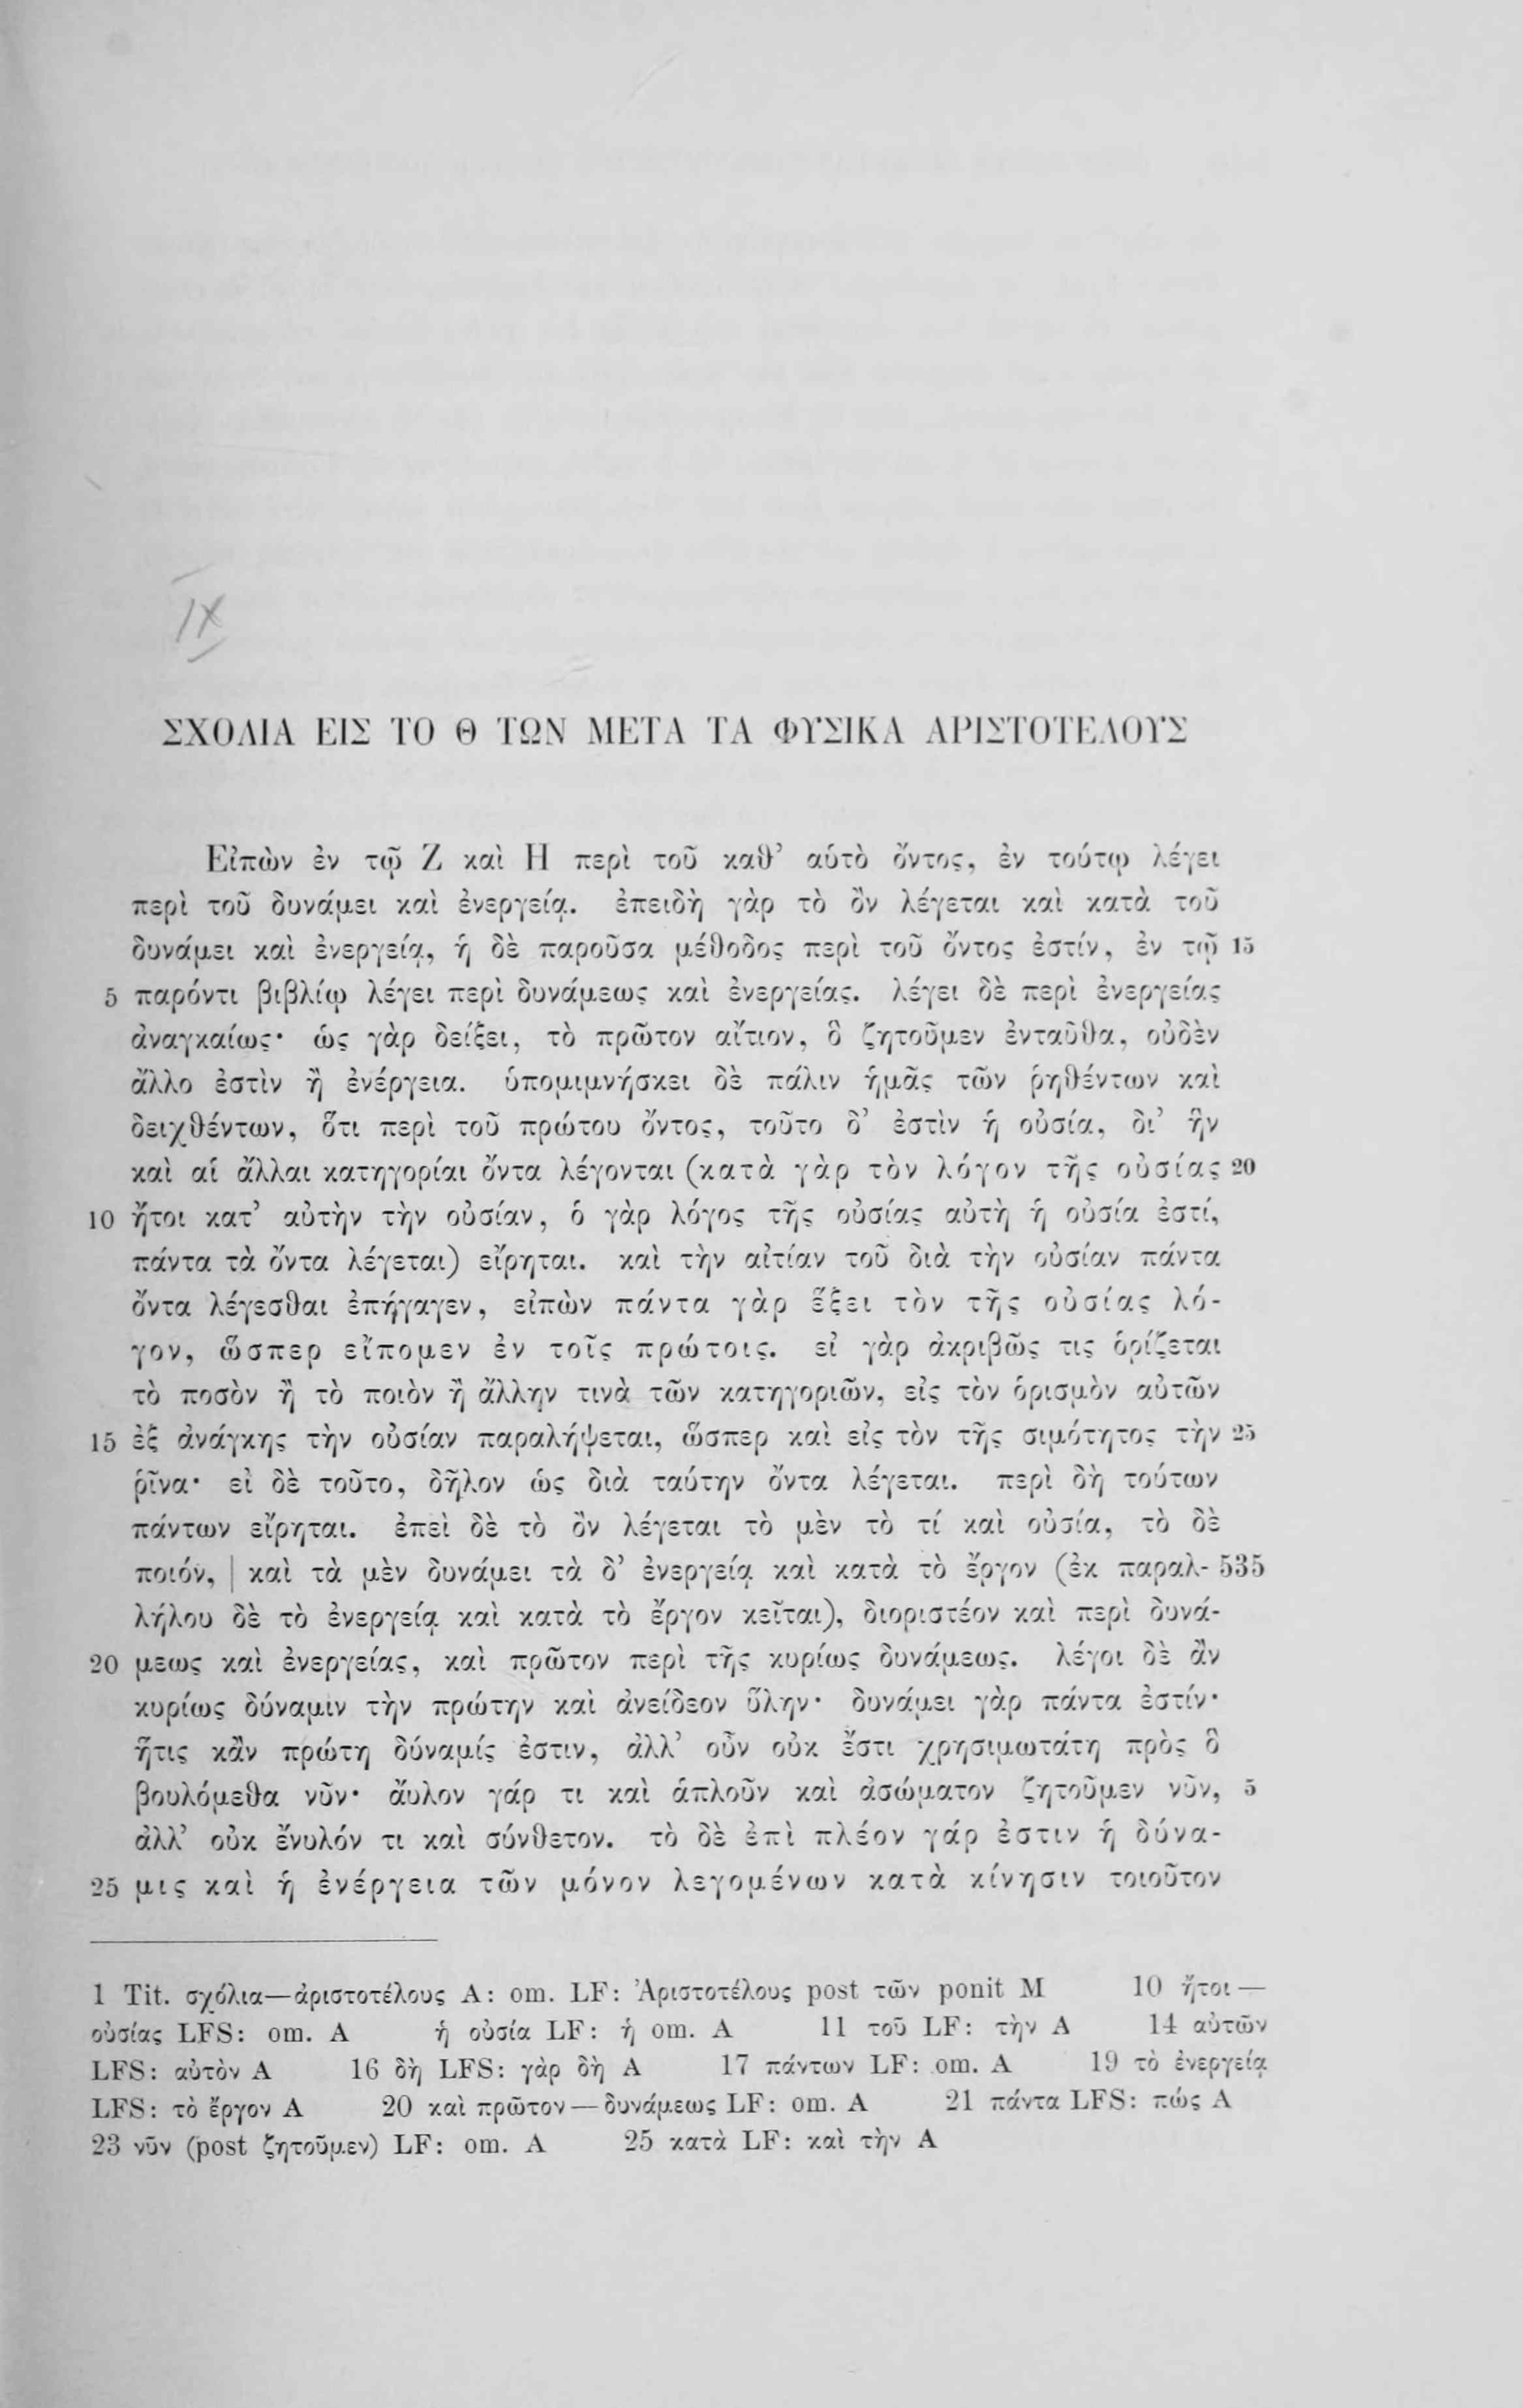 IX
ΣΧΟΛΙΑ ΕΙΣ ΤΟ Θ ΤΩΝ ΜΕΤΑ ΤΑ ΦΥΣΙΚΑ ΑΡΙΣΤΟΤΕΛΟΥΣ
Εἰπὼν ἐν τῷ Ζ καὶ Η περὶ τοῦ καθ’ αὑτὸ ὄντος, ἐν τούτῳ λέγει
περὶ τοῦ δυνάμει καὶ ἐνεργείᾳ. ἐπειδὴ γὰρ τὸ ὂν λέγεται καὶ κατὰ τοῦ
δυνάμει καὶ ἐνεργείᾳ, ἡ δὲ παροῦσα μέθοδος περὶ τοῦ ὄντος ἐστίν, ἐν τῷ 15
5 παρόντι βιβλίῳ λέγει περὶ δυνάμεως καὶ ἐνεργείας. λέγει δὲ περὶ ἐνεργείας
ἀναγκαίως· ὡς γὰρ δείξει, τὸ πρῶτον αἴτιον, ὃ ζητοῦμεν ἐνταῦθα, οὐδὲν
ἄλλο ἐστὶν ἢ ἐνέργεια. ὑπομιμνήσκει δὲ πάλιν ἡμᾶς τῶν ῥηθέντων καὶ
δειχθέντων, ὅτι περὶ τοῦ πρώτου ὄντος, τοῦτο δ’ ἐστὶν ἡ οὐσία, δι’ ἣν
καὶ αἱ ἄλλαι κατηγορίαι ὄντα λέγονται (κατὰ γὰρ τὸν λόγον τῆς οὐσίας 20
10 ἤτοι κατ’ αὐτὴν τὴν οὐσίαν, ὁ γὰρ λόγος τῆς οὐσίας αὐτὴ ἡ οὐσία ἐστί,
πάντα τὰ ὄντα λέγεται) εἴρηται. καὶ τὴν αἰτίαν τοῦ διὰ τὴν οὐσίαν πάντα
ὄντα λέγεσθαι ἐπήγαγεν, εἰπὼν πάντα γὰρ ἕξει τὸν τῆς οὐσίας λό-
γον, ὥσπερ εἴπομεν ἐν τοῖς πρώτοις. εἰ γὰρ ἀκριβῶς τις ὁρίζεται
τὸ ποσὸν ἢ τὸ ποιὸν ἢ ἄλλην τινὰ τῶν κατηγοριῶν, εἰς τὸν ὁρισμὸν αὐτῶν
15 ἐξ ἀνάγκης τὴν οὐσίαν παραλήψεται, ὥσπερ καὶ εἰς τὸν τῆς σιμότητος τὴν 25
ῥῖνα· εἰ δὲ τοῦτο, δῆλον ὡς διὰ ταύτην ὄντα λέγεται. περὶ δὴ τούτων
πάντων εἴρηται. ἐπεὶ δὲ τὸ ὂν λέγεται τὸ μὲν τὸ τί καὶ οὐσία, τὸ δὲ
ποιόν, | καὶ τὰ μὲν δυνάμει τὰ δ’ ἐνεργείᾳ καὶ κατὰ τὸ ἔργον (ἐκ παραλ- 535
λήλου δὲ τὸ ἐνεργείᾳ καὶ κατὰ τὸ ἔργον κεῖται), διοριστέον καὶ περὶ δυνά-
20 μεως καὶ ἐνεργείας, καὶ πρῶτον περὶ τῆς κυρίως δυνάμεως. λέγοι δὲ ἂν
κυρίως δύναμιν τὴν πρώτην καὶ ἀνείδεον ὕλην· δυνάμει γὰρ πάντα ἐστίν·
ἥτις κἂν πρώτη δύναμίς ἐστιν, ἀλλ’ οὖν οὐκ ἔστι χρησιμωτάτη πρὸς ὃ
βουλόμεθα νῦν· ἄυλον γάρ τι καὶ ἁπλοῦν καὶ ἀσώματον ζητοῦμεν νῦν, 5
ἀλλ’ οὐκ ἔνυλόν τι καὶ σύνθετον. τὸ δὲ ἐπὶ πλέον γάρ ἐστιν ἡ δύνα-
25 μις καὶ ἡ ἐνέργεια τῶν μόνον λεγομένων κατὰ κίνησιν τοιοῦτον
1 Tit. σχόλια—ἀριστοτέλους A: om. LF: Ἀριστοτέλους post τῶν ponit M 10 ἤτοι—
οὐσίας LFS: om. A ἡ οὐσία LF: ἡ om. A 11 τοῦ LF: τὴν A 14 αὐτῶν
LFS: αὐτὸν A 16 δὴ LFS: γὰρ δὴ A 17 πάντων LF: om. A 19 τὸ ἐνεργείᾳ
LFS: τὸ ἔργον A 20 καὶ πρῶτον—δυνάμεως LF: om. A 21 πάντα LFS: πώς A
23 νῦν (post ζητοῦμεν) LF: om. A 25 κατὰ LF: καὶ τὴν A